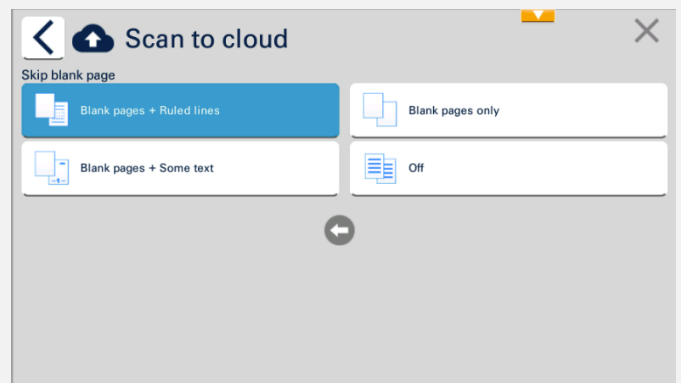 Scan to cloud
Skip blank page
Blank pages + Ruled lines
Blank pages only
Blank pages + Some text
Off